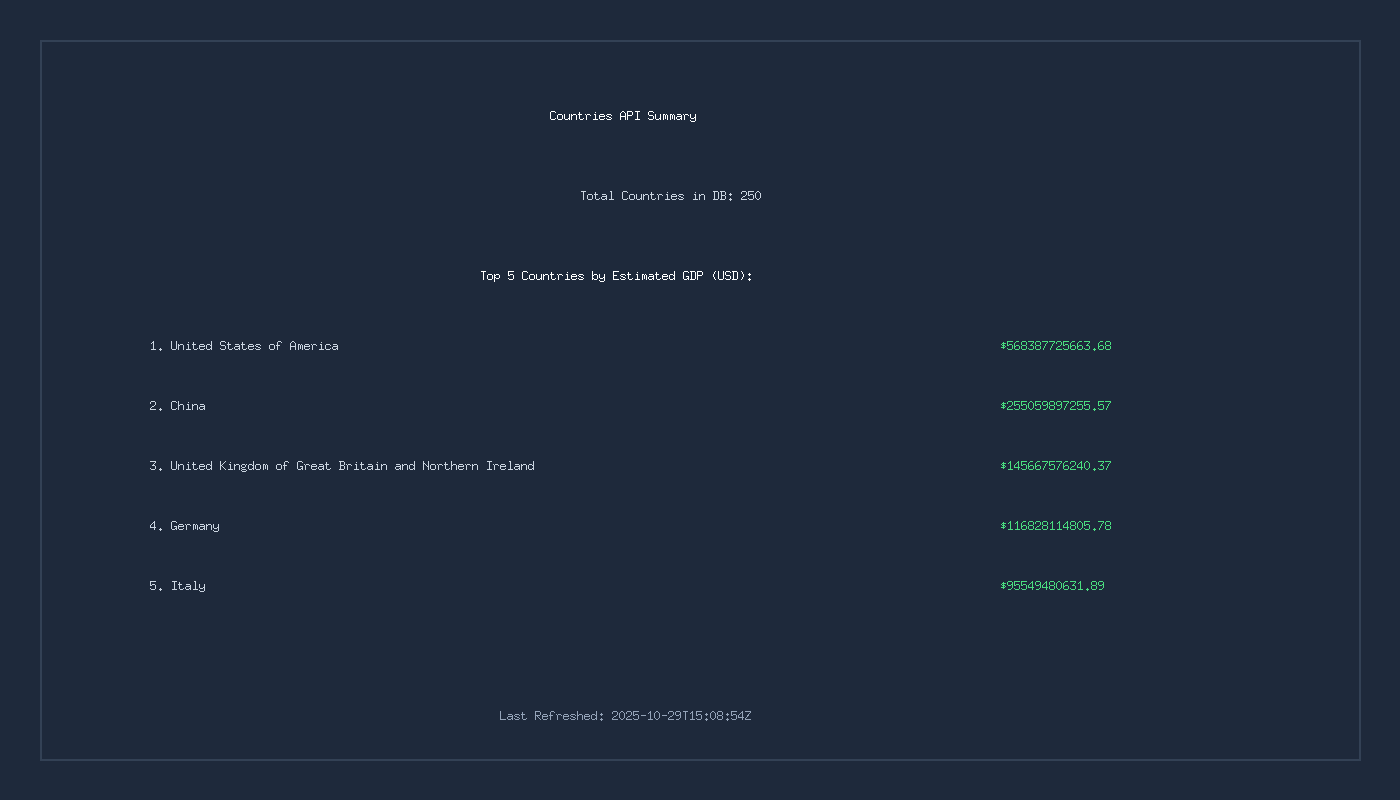 Countries API Summary
Total Countries in DB: 250
Top 5 Countries by Estimated GDP (USD):
1. United States of America $568387725663.68
2. China $255059897255.57
3. United Kingdom of Great Britain and Northern Ireland $145667576240.37
4. Germany $116828114805.78
5. Italy $95549480631.89
Last Refreshed: 2025-10-29T15:08:54Z